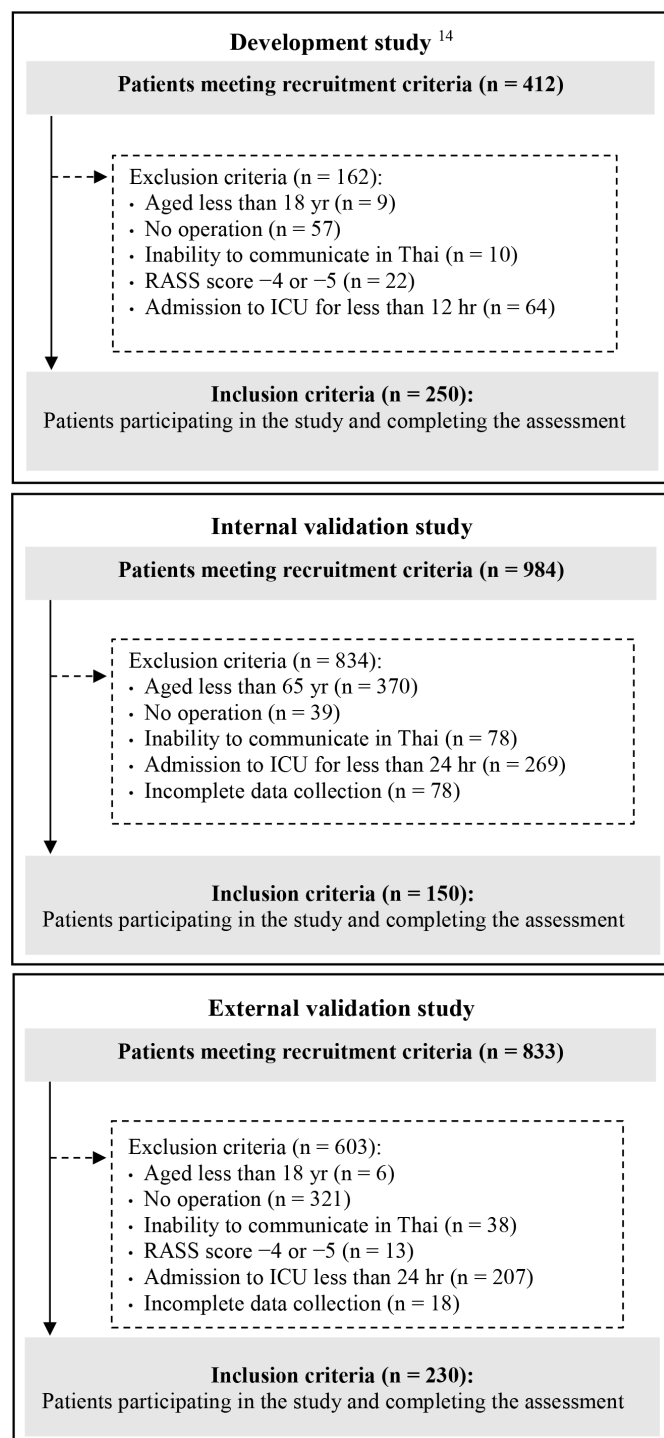 Development study 14
Patients meeting recruitment criteria (n = 412)
Exclusion criteria (n = 162):
• Aged less than 18 yr (n = 9)
• No operation (n = 57)
• Inability to communicate in Thai (n = 10)
• RASS score −4 or −5 (n = 22)
• Admission to ICU for less than 12 hr (n = 64)
Inclusion criteria (n = 250):
Patients participating in the study and completing the assessment
Internal validation study
Patients meeting recruitment criteria (n = 984)
Exclusion criteria (n = 834):
• Aged less than 65 yr (n = 370)
• No operation (n = 39)
• Inability to communicate in Thai (n = 78)
• Admission to ICU for less than 24 hr (n = 269)
• Incomplete data collection (n = 78)
Inclusion criteria (n = 150):
Patients participating in the study and completing the assessment
External validation study
Patients meeting recruitment criteria (n = 833)
Exclusion criteria (n = 603):
• Aged less than 18 yr (n = 6)
• No operation (n = 321)
• Inability to communicate in Thai (n = 38)
• RASS score −4 or −5 (n = 13)
• Admission to ICU less than 24 hr (n = 207)
• Incomplete data collection (n = 18)
Inclusion criteria (n = 230):
Patients participating in the study and completing the assessment